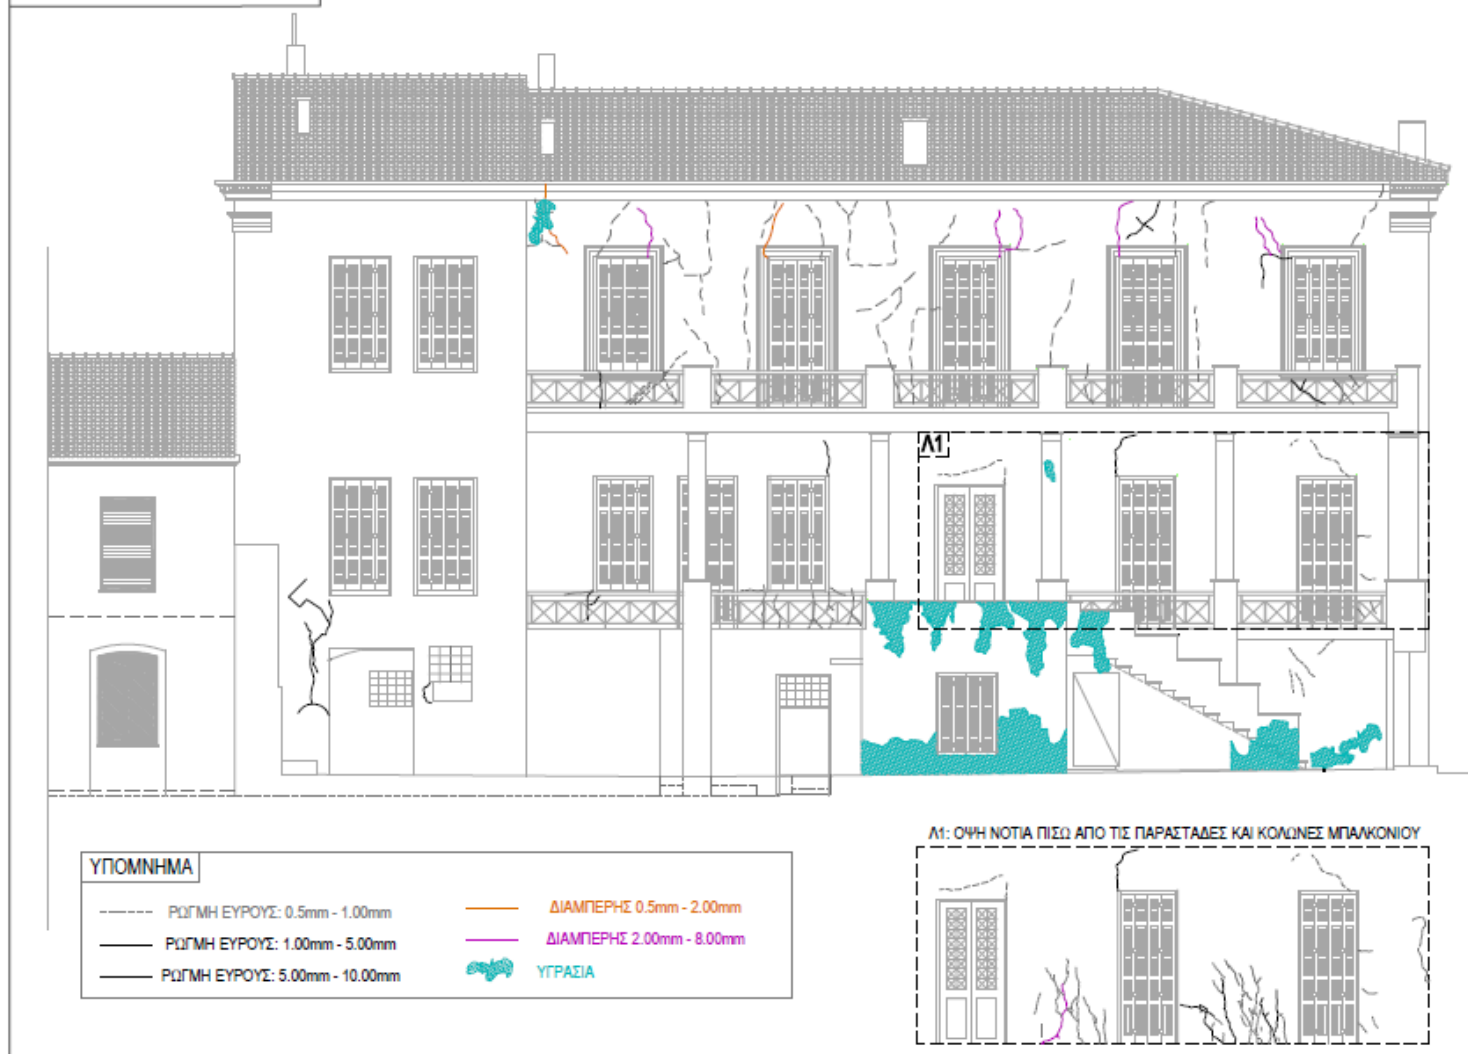 Λ1
Λ1: ΟΨΗ ΝΟΤΙΑ ΠΙΣΩ ΑΠΟ ΤΙΣ ΠΑΡΑΣΤΑΔΕΣ ΚΑΙ ΚΟΛΩΝΕΣ ΜΠΑΛΚΟΝΙΟΥ
ΥΠΟΜΝΗΜΑ
ΡΩΓΜΗ ΕΥΡΟΥΣ: 0.5mm - 1.00mm
ΡΩΓΜΗ ΕΥΡΟΥΣ: 1.00mm - 5.00mm
ΡΩΓΜΗ ΕΥΡΟΥΣ: 5.00mm - 10.00mm
ΔΙΑΜΠΕΡΗΣ 0.5mm - 2.00mm
ΔΙΑΜΠΕΡΗΣ 2.00mm - 8.00mm
ΥΓΡΑΣΙΑ